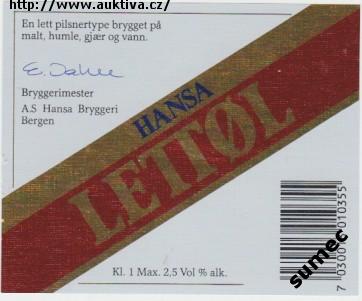 http://www.auktiva.cz/
En lett pilsnertype brygget på
malt, humle, gjær og vann.
Bryggerimester
A.S Hansa Bryggeri
Bergen
HANSA
LETTØL
Kl. 1 Max. 2,5 Vol % alk.
sumec